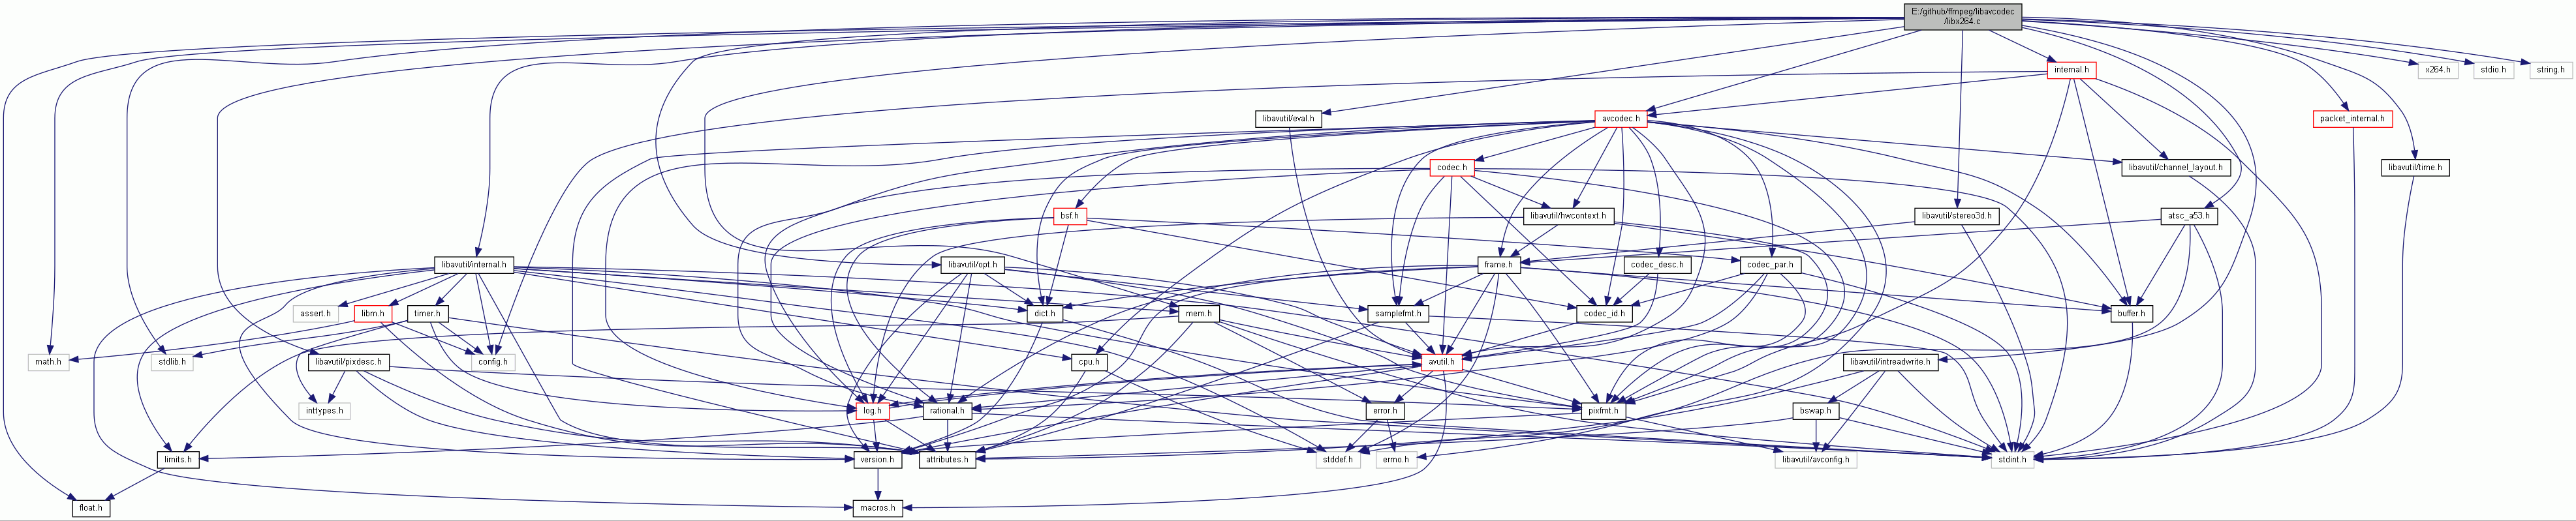 E:/github/ffmpeg/libavcodec
/libx264.c
internal.h
x264.h
stdio.h
string.h
libavutil/eval.h
avcodec.h
packet_internal.h
codec.h
libavutil/channel_layout.h
libavutil/time.h
bsf.h
libavutil/hwcontext.h
libavutil/stereo3d.h
atsc_a53.h
libavutil/internal.h
libavutil/opt.h
frame.h
codec_desc.h
codec_par.h
assert.h
libm.h
timer.h
dict.h
mem.h
samplefmt.h
codec_id.h
buffer.h
math.h
stdlib.h
libavutil/pixdesc.h
config.h
cpu.h
avutil.h
libavutil/intreadwrite.h
inttypes.h
log.h
rational.h
error.h
pixfmt.h
bswap.h
limits.h
version.h
attributes.h
stddef.h
errno.h
libavutil/avconfig.h
stdint.h
float.h
macros.h